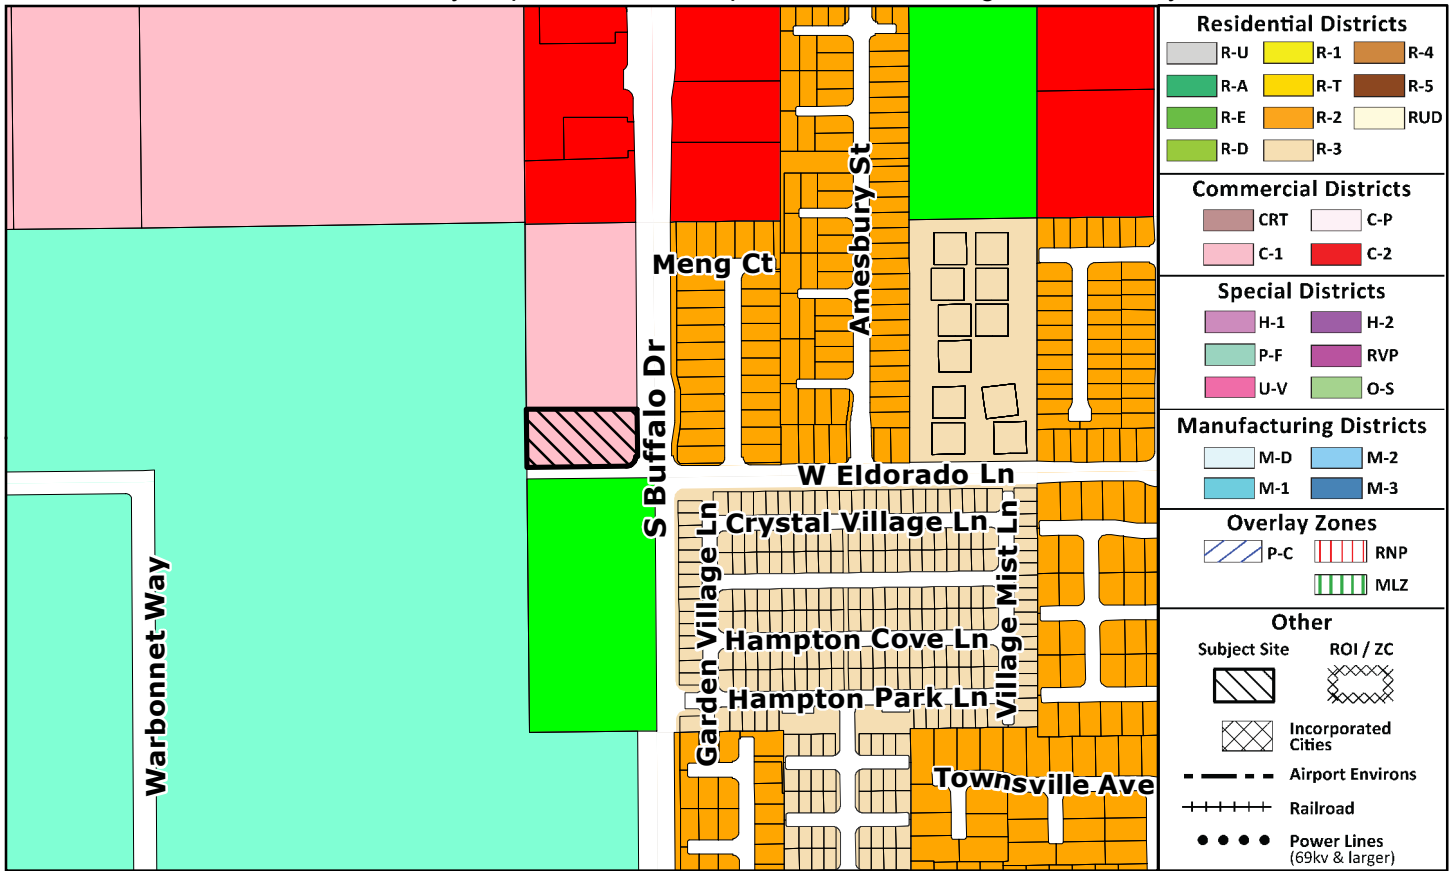 Meng Ct
Amesbury St
S Buffalo Dr
W Eldorado Ln
Crystal Village Ln
Garden Village Ln
Village Mist Ln
Hampton Cove Ln
Hampton Park Ln
Warbonnet Way
Townsville Ave
Residential Districts
R-U R-1 R-4
R-A R-T R-5
R-E R-2 RUD
R-D R-3
Commercial Districts
CRT C-P
C-1 C-2
Special Districts
H-1 H-2
P-F RVP
U-V O-S
Manufacturing Districts
M-D M-2
M-1 M-3
Overlay Zones
P-C RNP
MLZ
Other
Subject Site ROI / ZC
Incorporated
Cities
Airport Environs
Railroad
Power Lines
(69kv & larger)